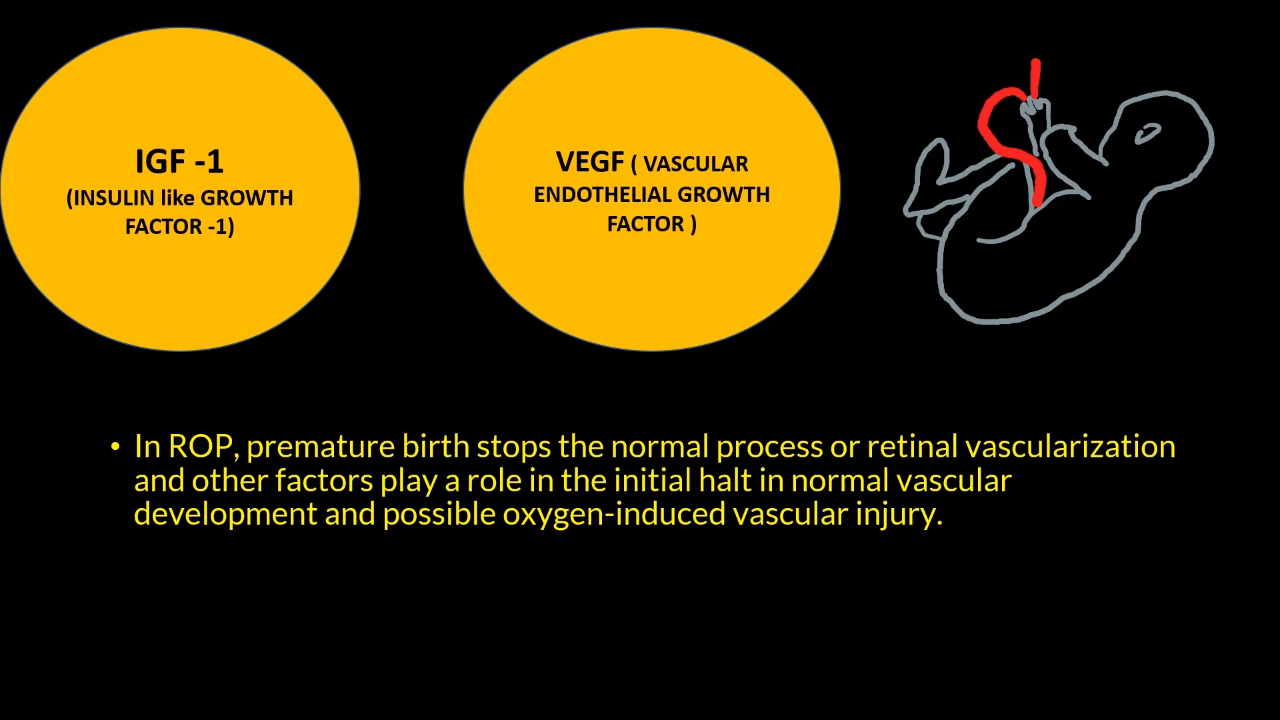 IGF -1
(INSULIN like GROWTH
FACTOR -1)
VEGF ( VASCULAR
ENDOTHELIAL GROWTH
FACTOR )
• In ROP, premature birth stops the normal process or retinal vascularization
and other factors play a role in the initial halt in normal vascular
development and possible oxygen-induced vascular injury.